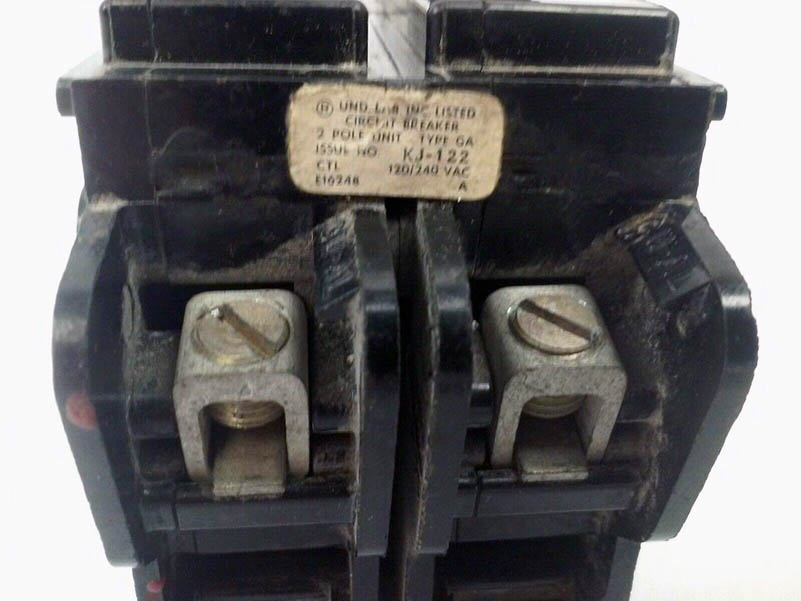 UND. LAB. INC. LISTED
CIRCUIT BREAKER
2 POLE UNIT TYPE GA
ISSUE NO. KJ-122
CTL 120/240 VAC
E16248 A